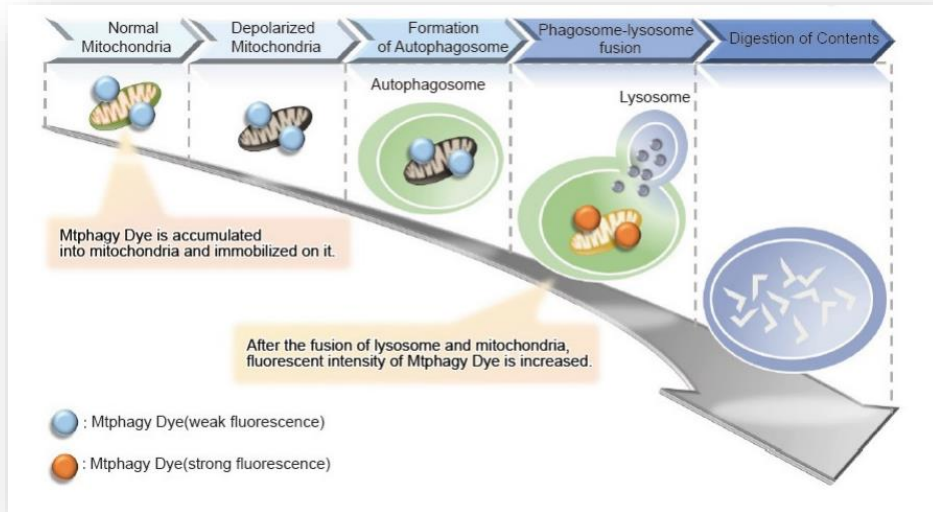 Normal
Mitochondria
Depolarized
Mitochondria
Formation
of Autophagosome
Phagosome-lysosome
fusion
Digestion of Contents
Autophagosome
Lysosome
Mtphagy Dye is accumulated
into mitochondria and immobilized on it.
After the fusion of lysosome and mitochondria,
fluorescent intensity of Mtphagy Dye is increased.
: Mtphagy Dye(weak fluorescence)
: Mtphagy Dye(strong fluorescence)